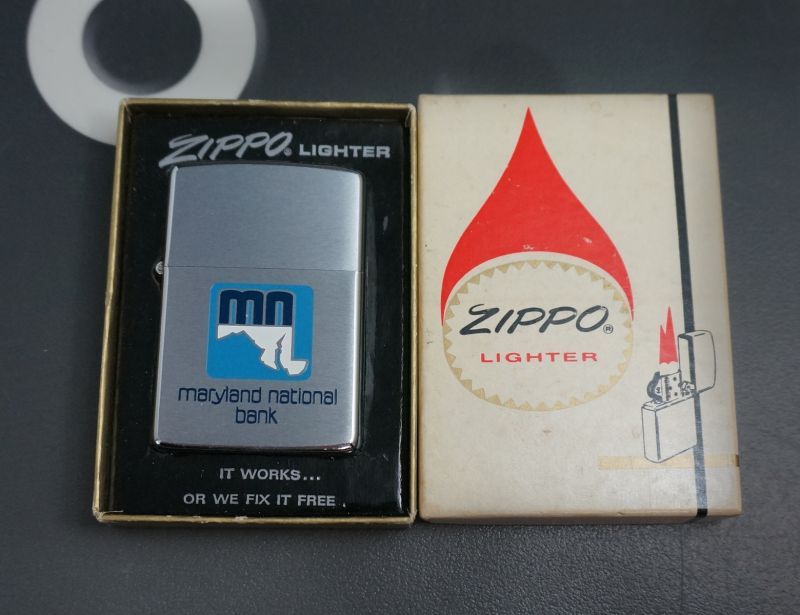 ZIPPO® LIGHTER
mn
maryland national
bank
IT WORKS...
OR WE FIX IT FREE
ZIPPO®
LIGHTER